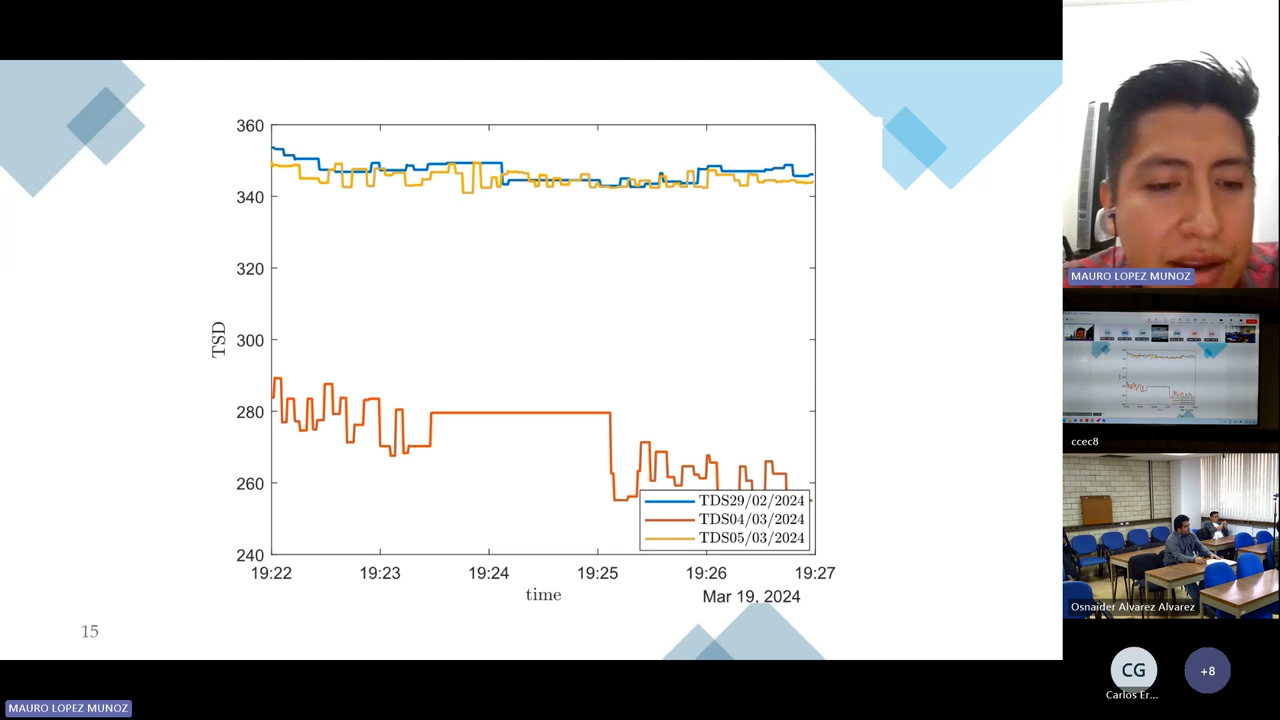 360
340
320
300
280
260
240
TSD
19:22
19:23
19:24
19:25
19:26
19:27
time
Mar 19, 2024
TDS29/02/2024
TDS04/03/2024
TDS05/03/2024
15
MAURO LOPEZ MUNOZ
MAURO LOPEZ MUNOZ
ccec8
Osnaider Alvarez Alvarez
CG
Carlos Er...
+8